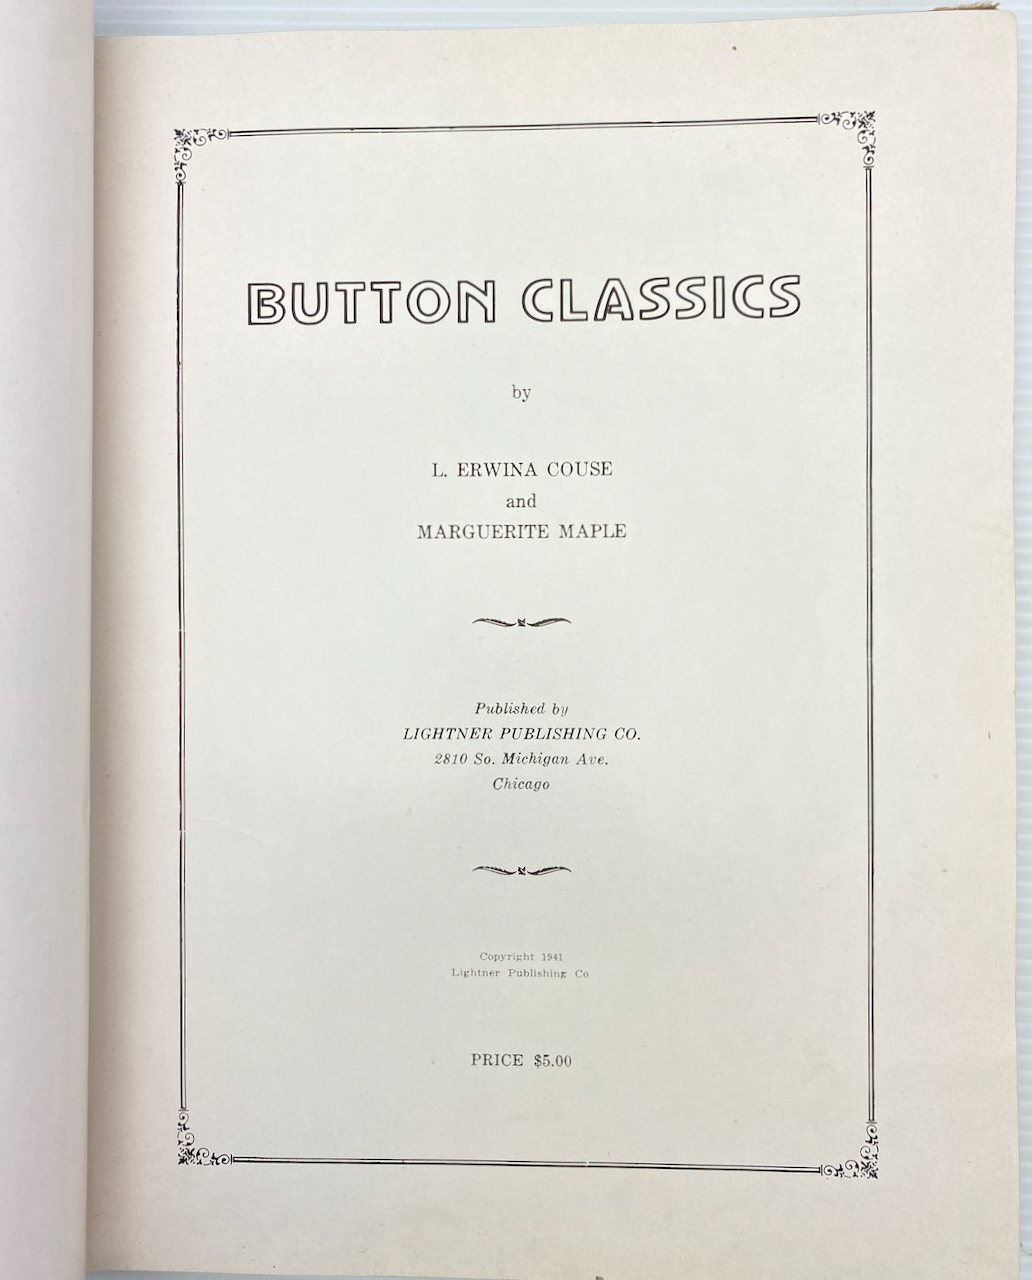 BUTTON CLASSICS
by
L. ERWINA COUSE
and
MARGUERITE MAPLE
Published by
LIGHTNER PUBLISHING CO.
2810 So. Michigan Ave.
Chicago
Copyright 1941
Lightner Publishing Co
PRICE $5.00